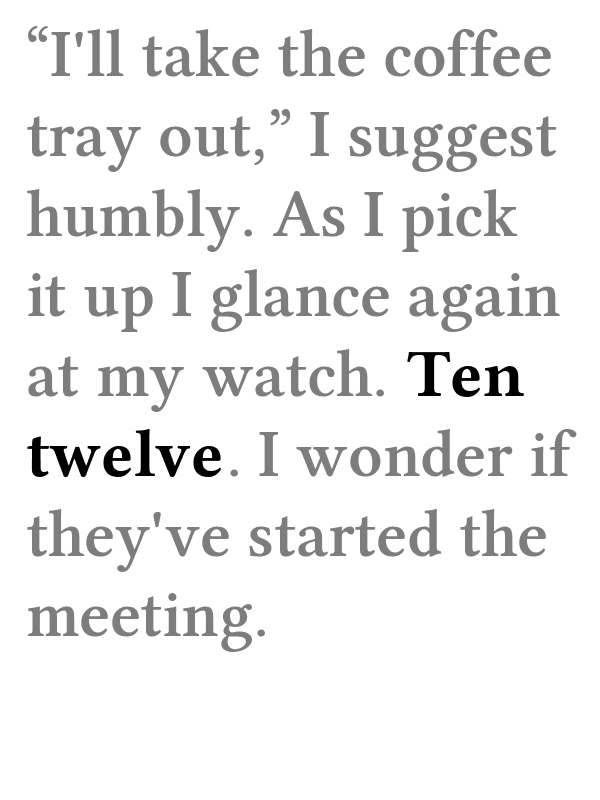 “I'll take the coffee
tray out,” I suggest
humbly. As I pick
it up I glance again
at my watch. Ten
twelve. I wonder if
they've started the
meeting.